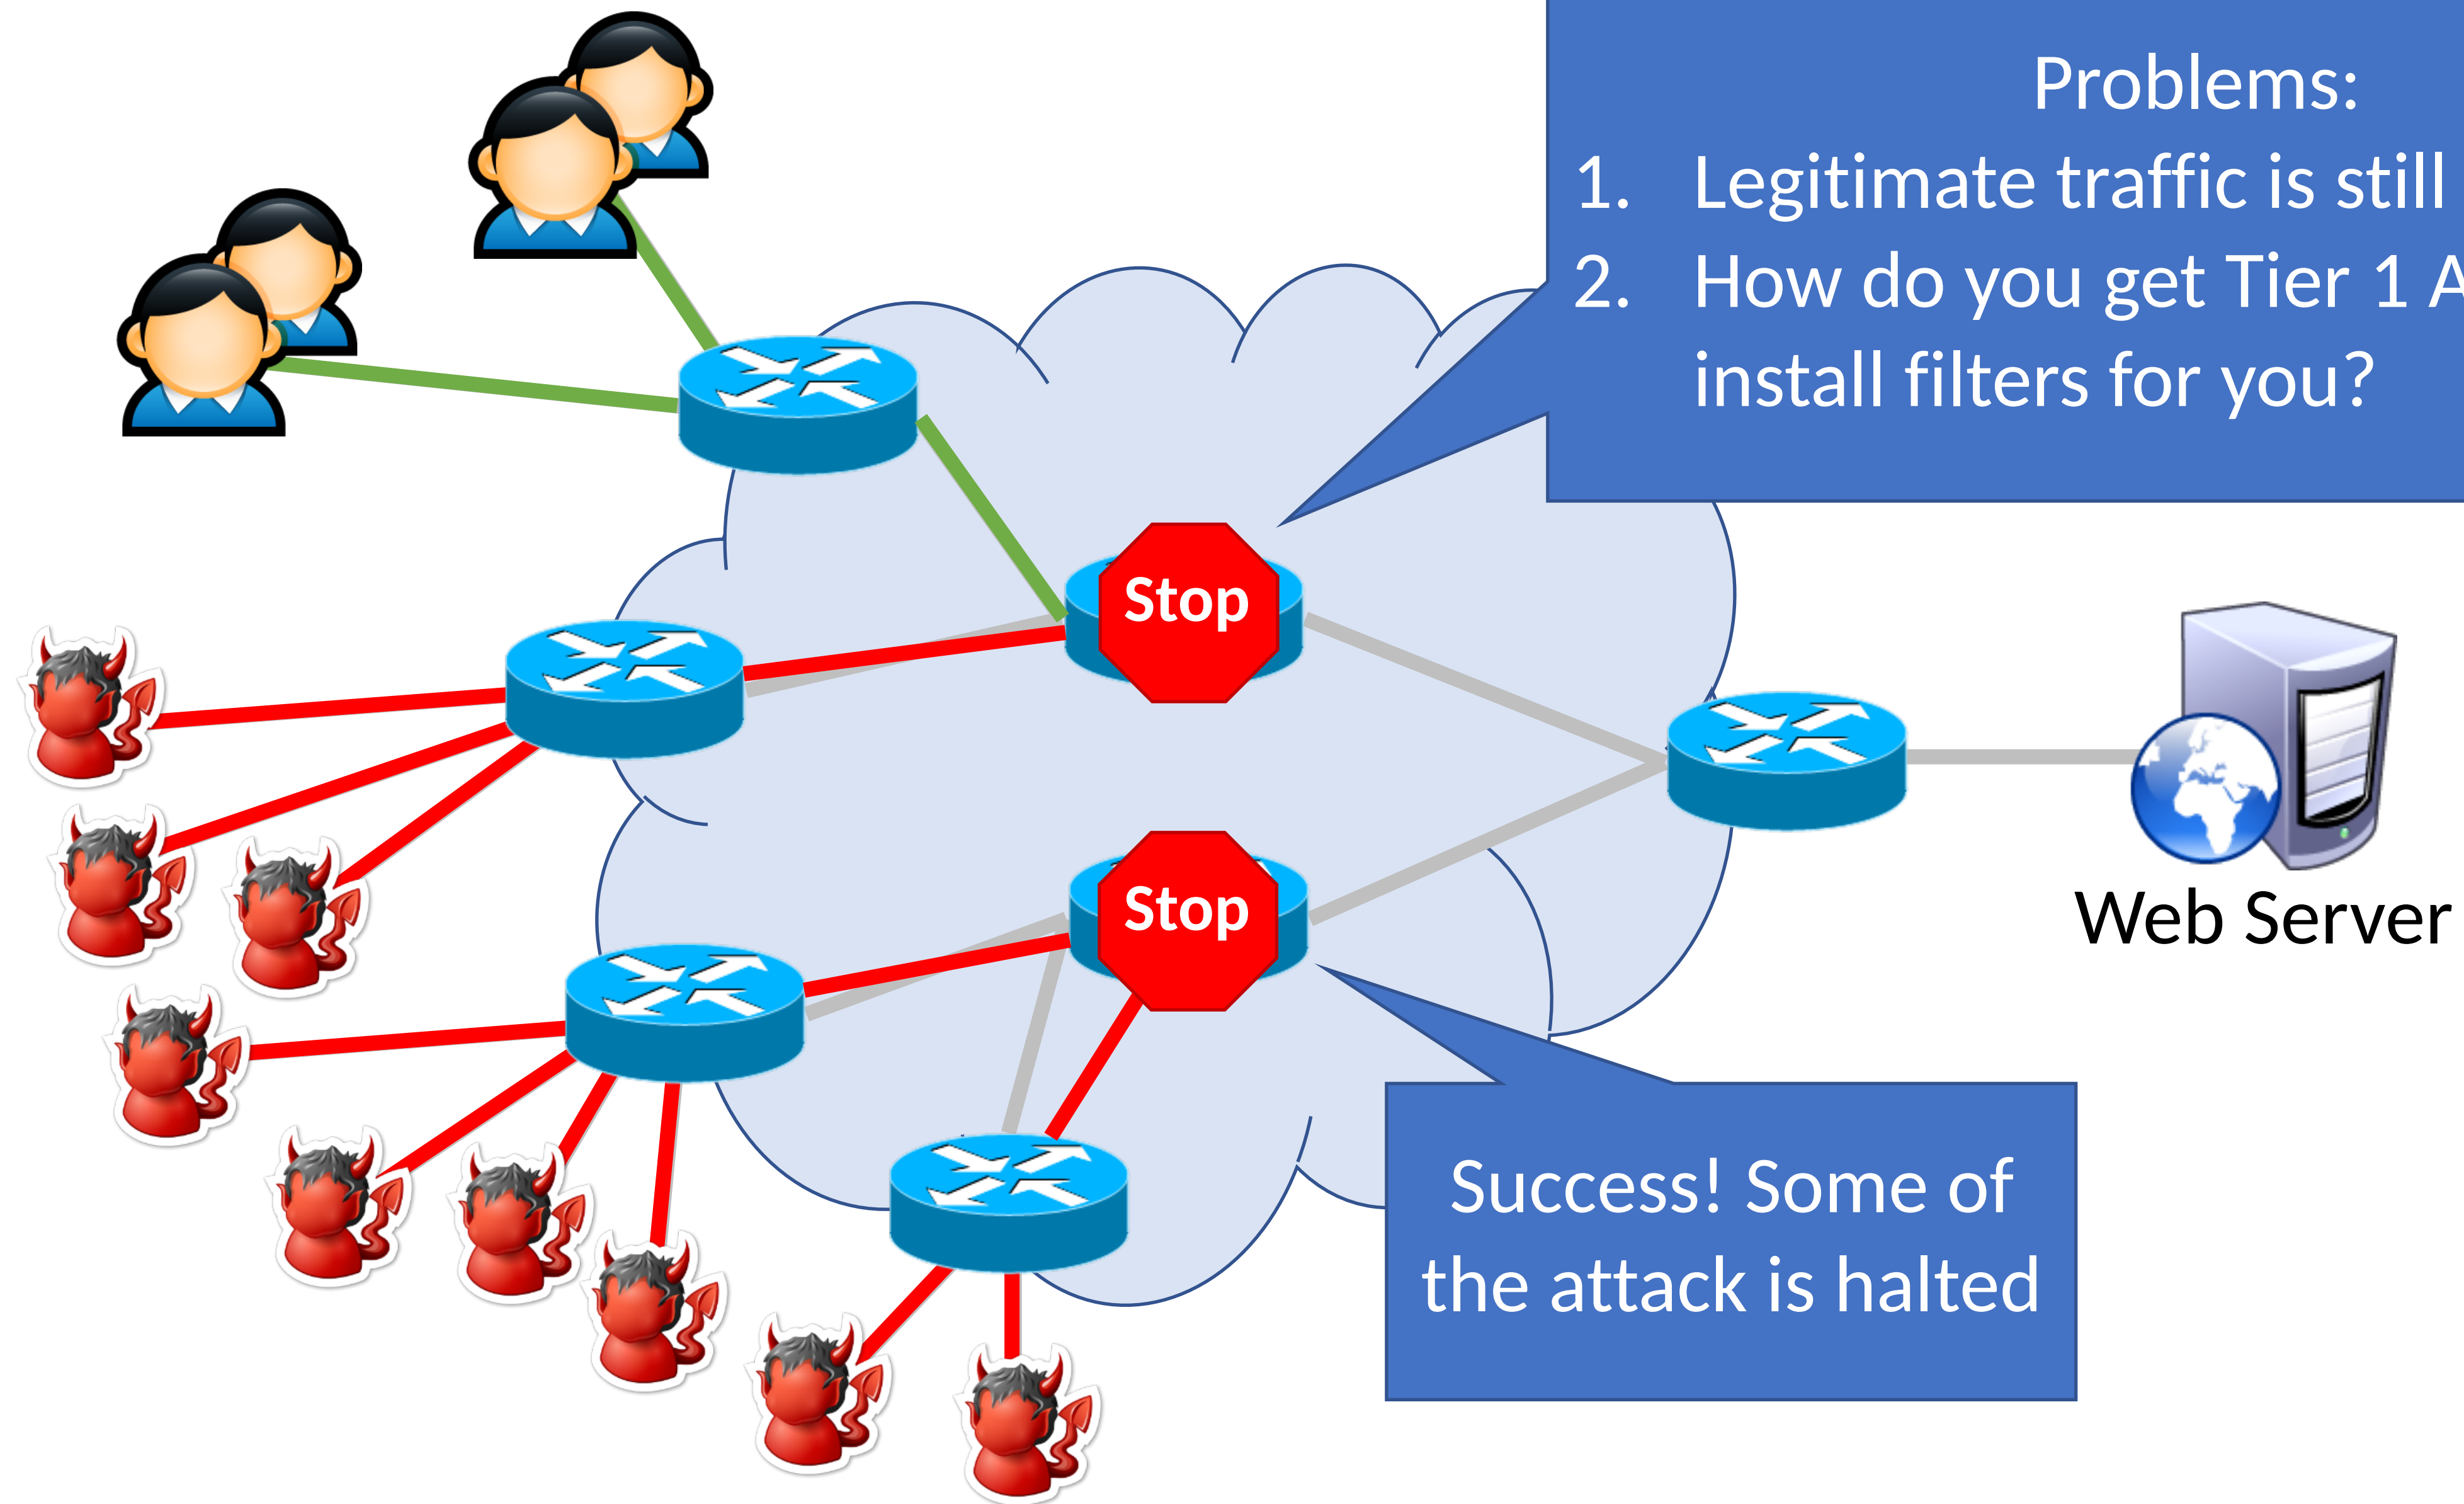 Problems:
1. Legitimate traffic is still
2. How do you get Tier 1 A
install filters for you?
Stop
Stop
Web Server
Success! Some of
the attack is halted